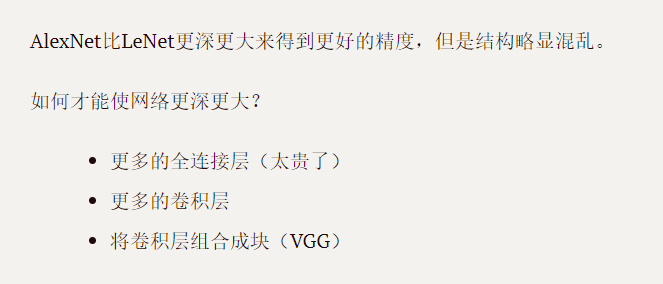 AlexNet比LeNet更深更大来得到更好的精度，但是结构略显混乱。
如何才能使网络更深更大？
更多的全连接层（太贵了）
更多的卷积层
将卷积层组合成块（VGG）